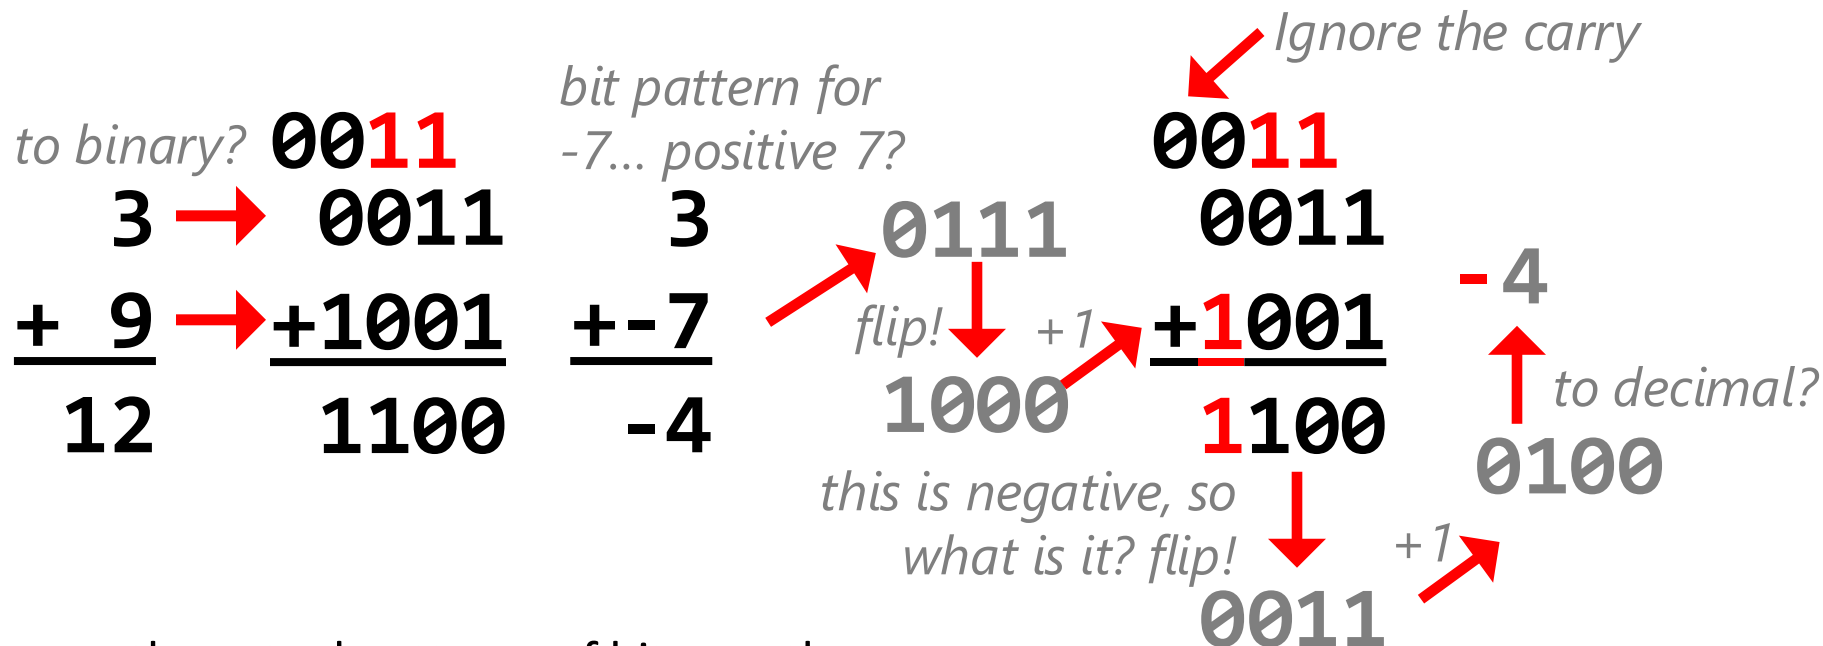 Ignore the carry
bit pattern for
-7... positive 7?
to binary?
0011
3
0011
+ 9
+1001
12
1100
3
+-7
-4
0111
flip!
+1
1000
0011
0011
+1001
1100
this is negative, so
what is it? flip!
0011
+1
0100
to decimal?
-4